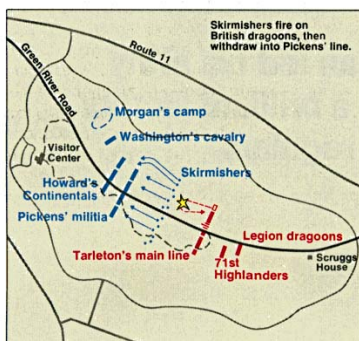 Skirmishers fire on
British dragoons, then
withdraw into Pickens' line.
Route 11
Green River Road
Morgan's camp
Washington's cavalry
Visitor
Center
Skirmishers
Howard's
Continentals
Pickens' militia
Legion dragoons
Tarleton's main line
71st
Highlanders
Scruggs
House